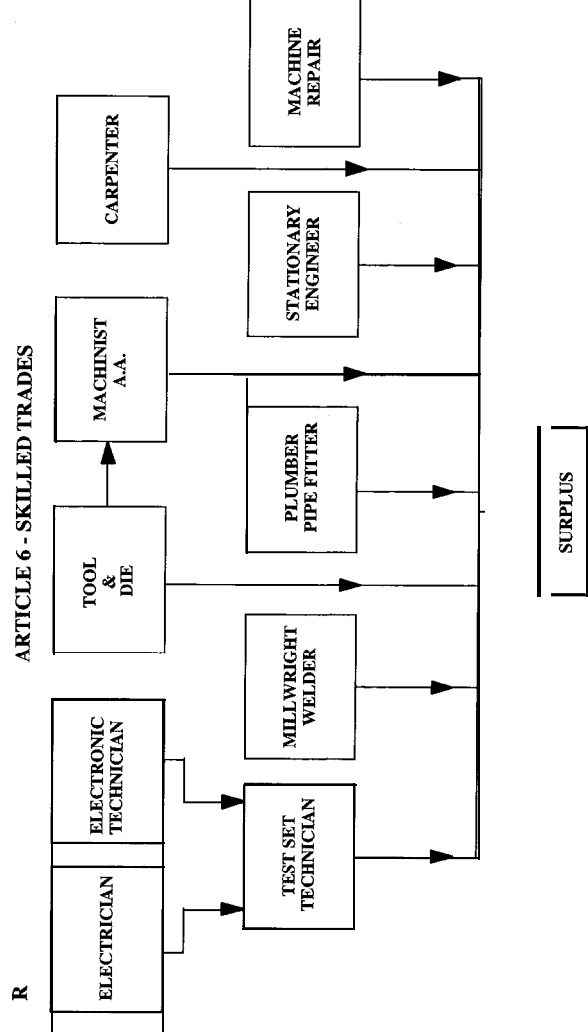 R
ARTICLE 6 - SKILLED TRADES
ELECTRICIAN
ELECTRONIC
TECHNICIAN
TOOL
&
DIE
MACHINIST
A.A.
CARPENTER
TEST SET
TECHNICIAN
MILLWRIGHT
WELDER
PLUMBER
PIPE FITTER
STATIONARY
ENGINEER
MACHINE
REPAIR
SURPLUS